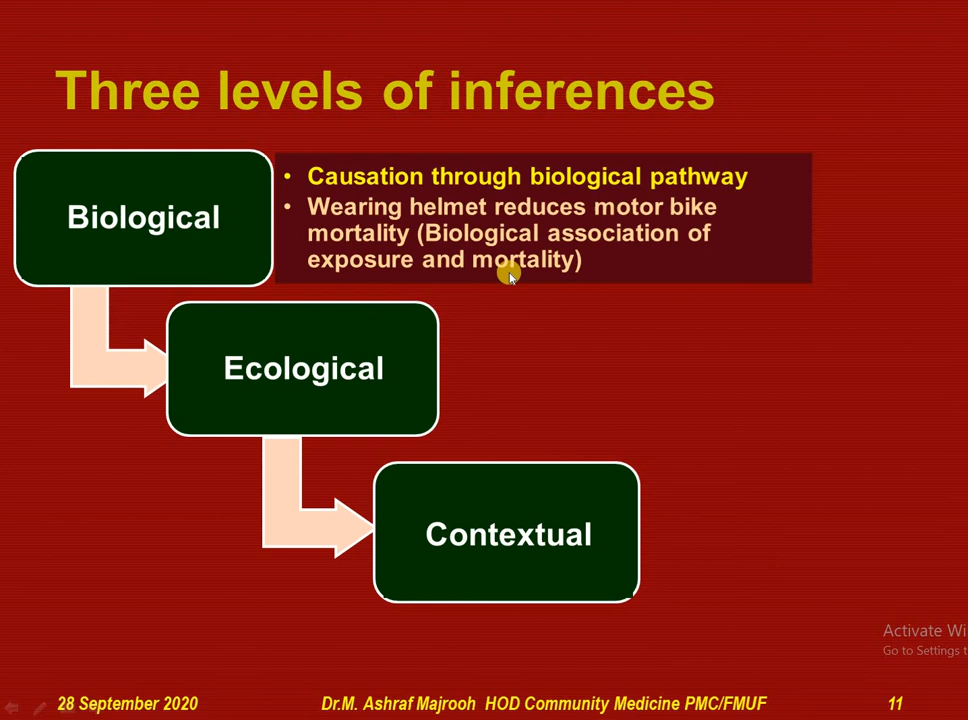 Three levels of inferences
Biological
• Causation through biological pathway
• Wearing helmet reduces motor bike
mortality (Biological association of
exposure and mortality)
Ecological
Contextual
Activate Wi
Go to Settings t
28 September 2020
Dr.M. Ashraf Majrooh HOD Community Medicine PMC/FMUF
11